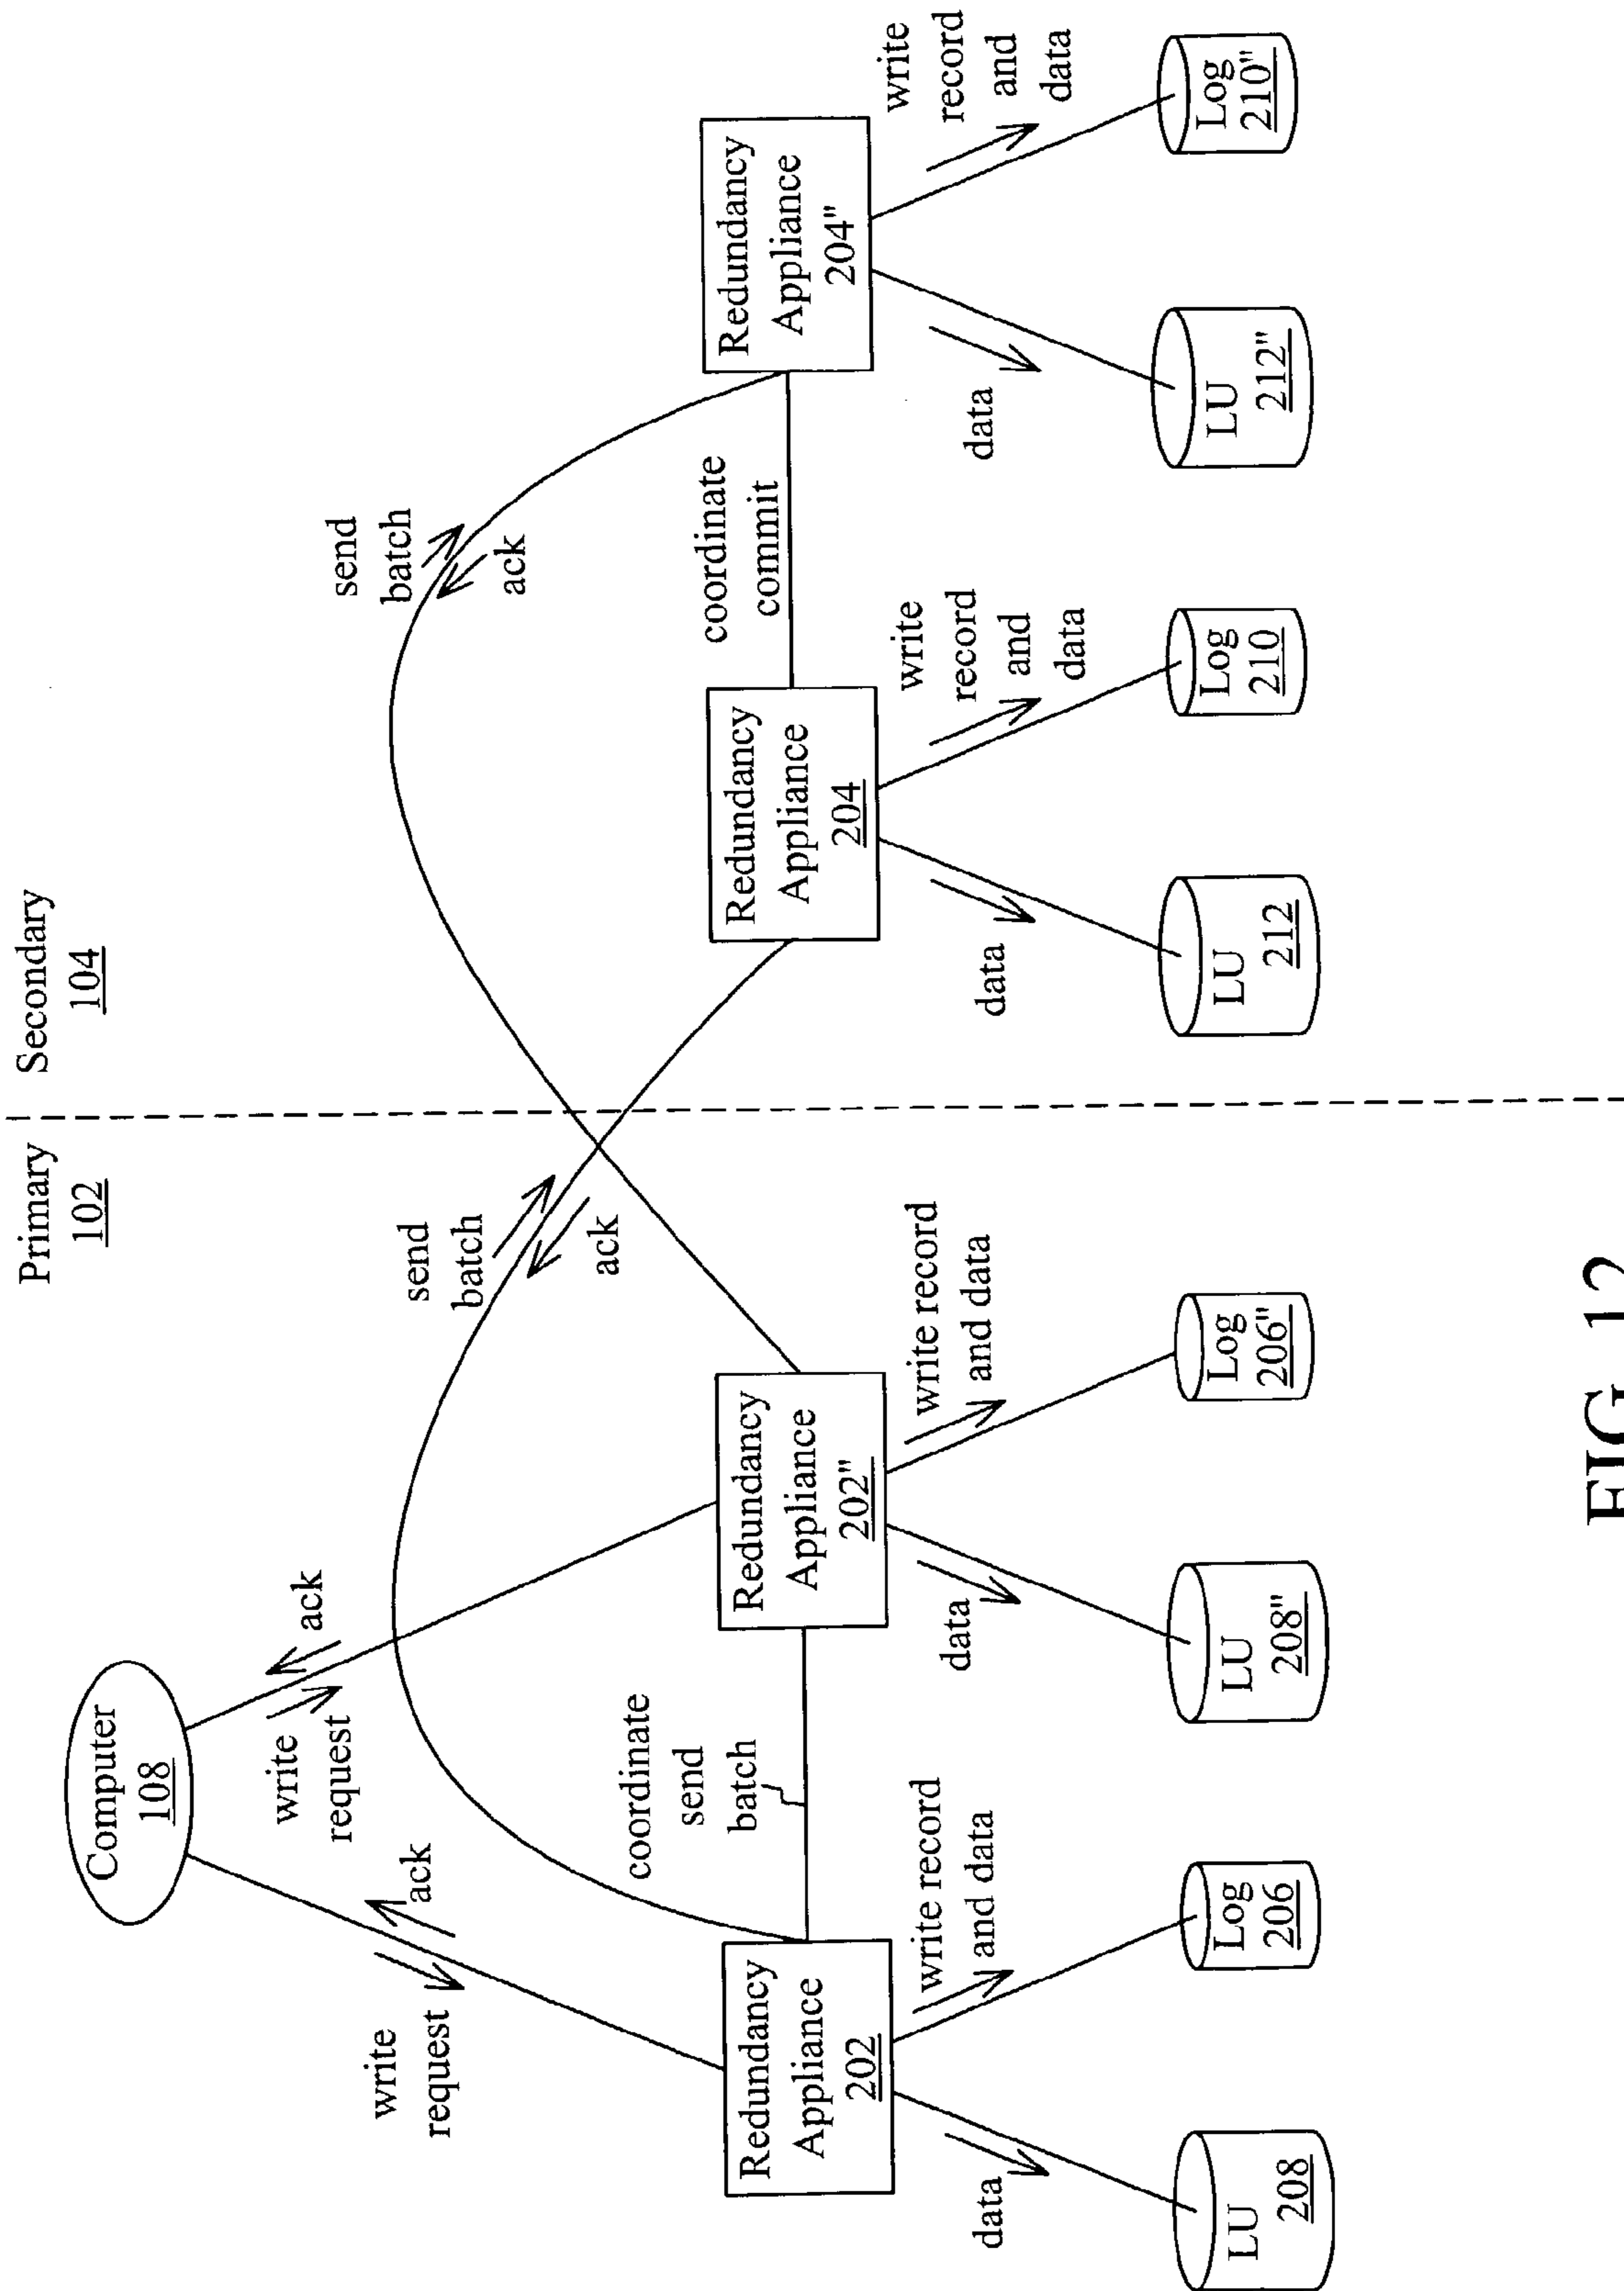 Primary
102
Secondary
104
Computer
108
write
request
ack
write
request
ack
send
batch
ack
send
batch
ack
coordinate
send
batch
coordinate
commit
Redundancy
Appliance
202
Redundancy
Appliance
202"
Redundancy
Appliance
204
Redundancy
Appliance
204"
data
write record
and data
data
write record
and data
data
write
record
and
data
data
write
record
and
data
LU
208
Log
206
LU
208"
Log
206"
LU
212
Log
210
LU
212"
Log
210"
FIG. 12